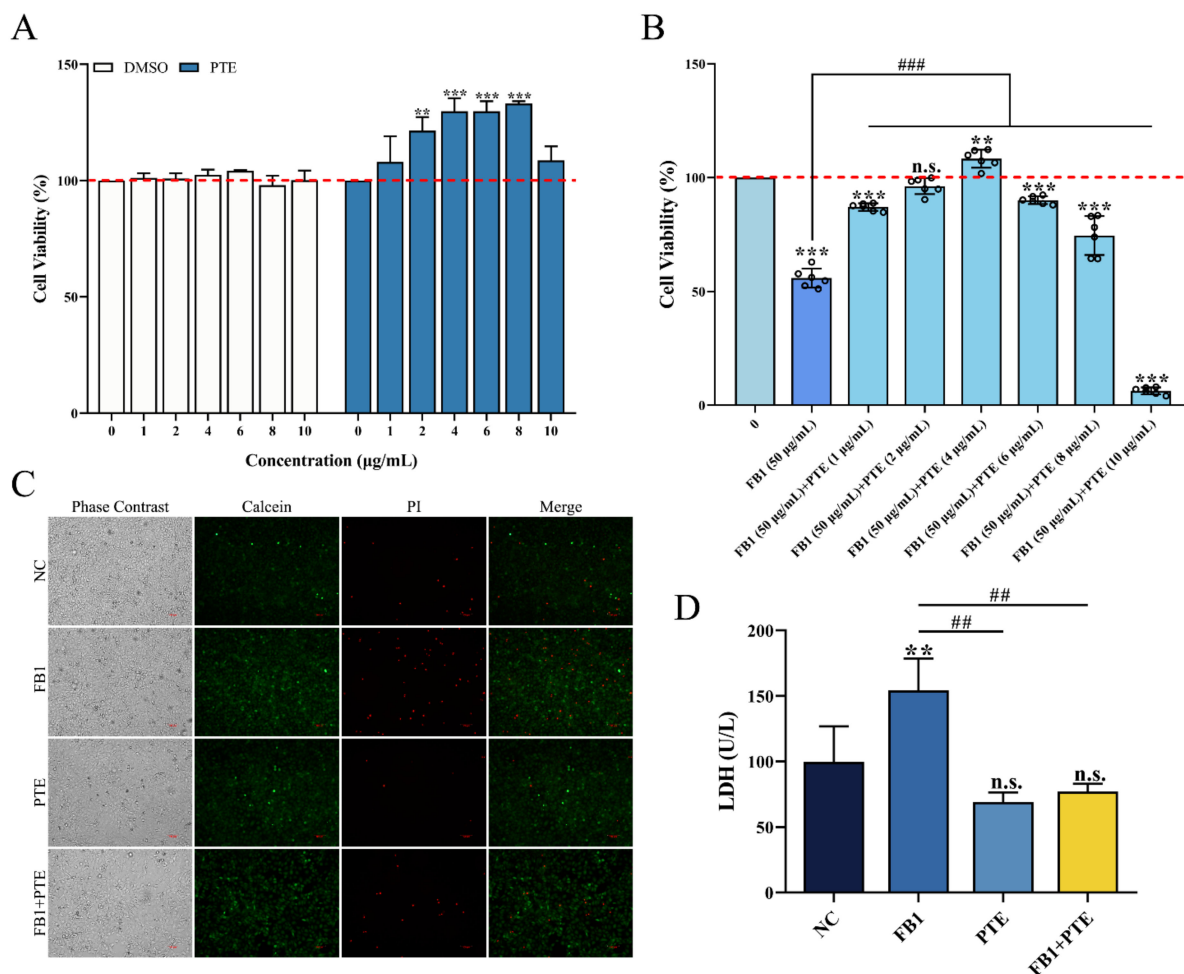 A
DMSO PTE
Cell Viability (%)
150
100
50
0
** *** *** ***
0 1 2 4 6 8 10 0 1 2 4 6 8 10
Concentration (μg/mL)
B
###
Cell Viability (%)
150
100
50
0
***
***
n.s.
**
***
***
***
0
FB1 (50 μg/mL)
FB1 (50 μg/mL)+PTE (1 μg/mL)
FB1 (50 μg/mL)+PTE (2 μg/mL)
FB1 (50 μg/mL)+PTE (4 μg/mL)
FB1 (50 μg/mL)+PTE (6 μg/mL)
FB1 (50 μg/mL)+PTE (8 μg/mL)
FB1 (50 μg/mL)+PTE (10 μg/mL)
C
Phase Contrast Calcein PI Merge
NC
FB1
PTE
FB1+PTE
D
##
##
LDH (U/L)
200
150
100
50
0
**
n.s.
n.s.
NC
FB1
PTE
FB1+PTE